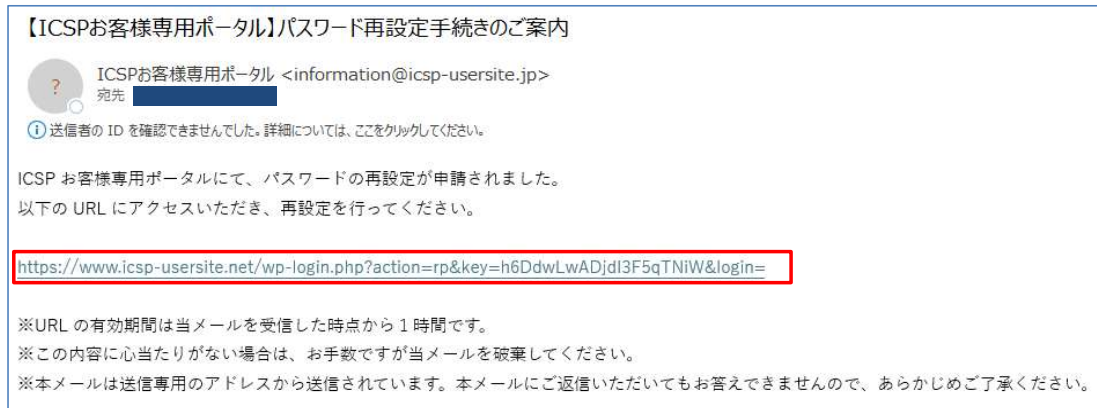 【ICSPお客様専用ポータル】パスワード再設定手続きのご案内
?
ICSPお客様専用ポータル <information@icsp-usersite.jp>
宛先
i 送信者の ID を確認できませんでした。詳細については、ここをクリックしてください。
ICSP お客様専用ポータルにて、パスワードの再設定が申請されました。
以下の URL にアクセスいただき、再設定を行ってください。
https://www.icsp-usersite.net/wp-login.php?action=rp&key=h6DdwLwADjdI3F5qTNiW&login=
※URL の有効期間は当メールを受信した時点から 1 時間です。
※この内容に心当たりがない場合は、お手数ですが当メールを破棄してください。
※本メールは送信専用のアドレスから送信されています。本メールにご返信いただいてもお答えできませんので、あらかじめご了承ください。